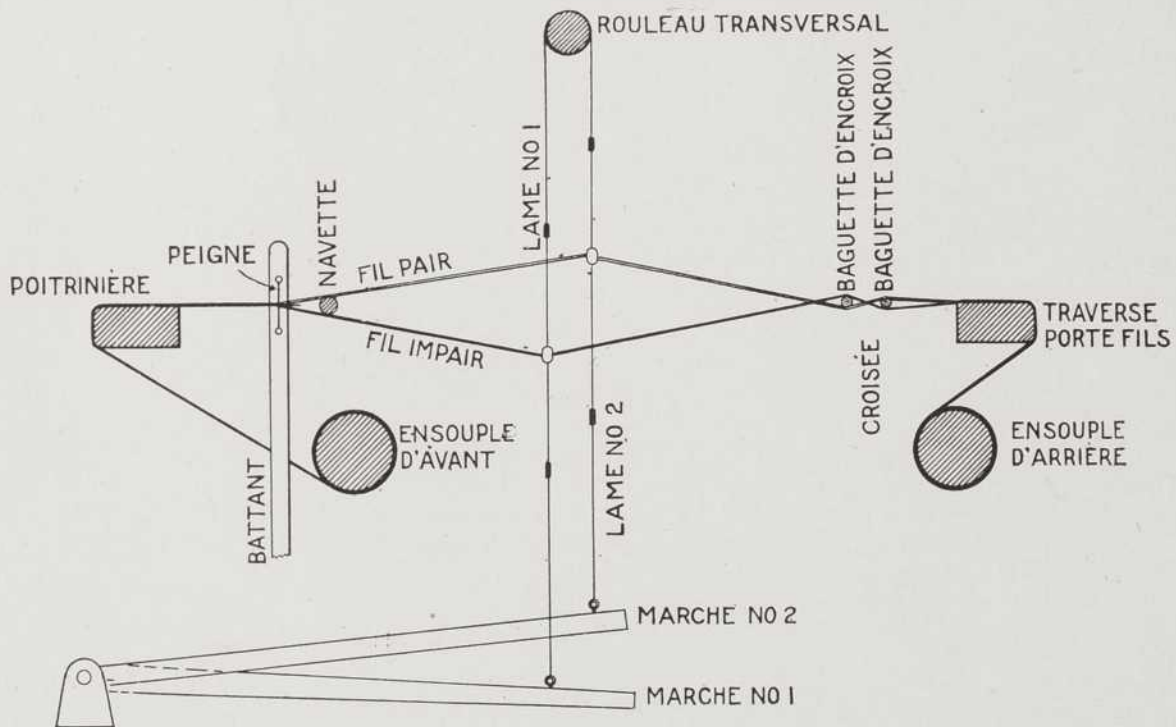 ROULEAU TRANSVERSAL
LAME NO 1
BAGUETTE D'ENCROIX
BAGUETTE D'ENCROIX
NAVETTE
PEIGNE
FIL PAIR
POITRINIÈRE
FIL IMPAIR
TRAVERSE
PORTE FILS
CROISÉE
LAME NO 2
ENSOUPLE
D'AVANT
ENSOUPLE
D'ARRIÈRE
BATTANT
MARCHE NO 2
MARCHE NO 1